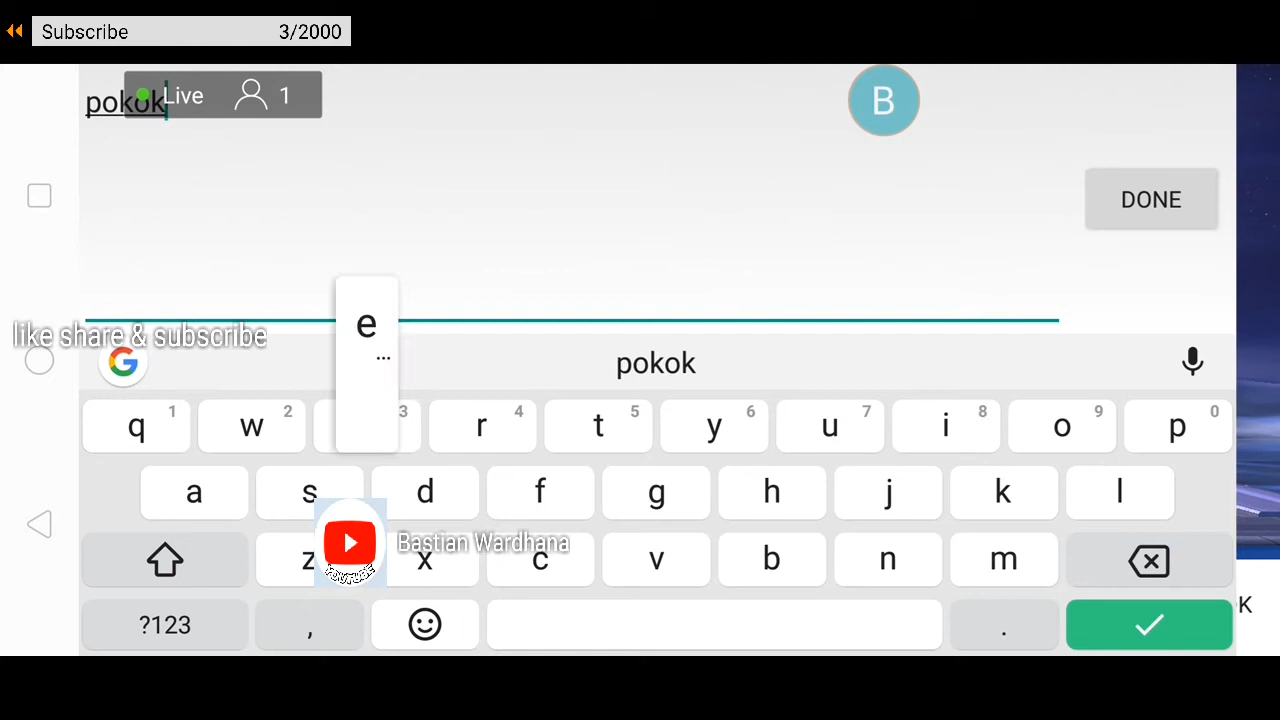 Subscribe 3/2000
pokok
Live 1
B
DONE
e
...
like share & subscribe
G
pokok
q 1 w 2 3 r 4 t 5 y 6 u 7 i 8 o 9 p 0
a s d f g h j k l
z x c v b n m
Bastian Wardhana
YOUTUBE
?123 , .
K